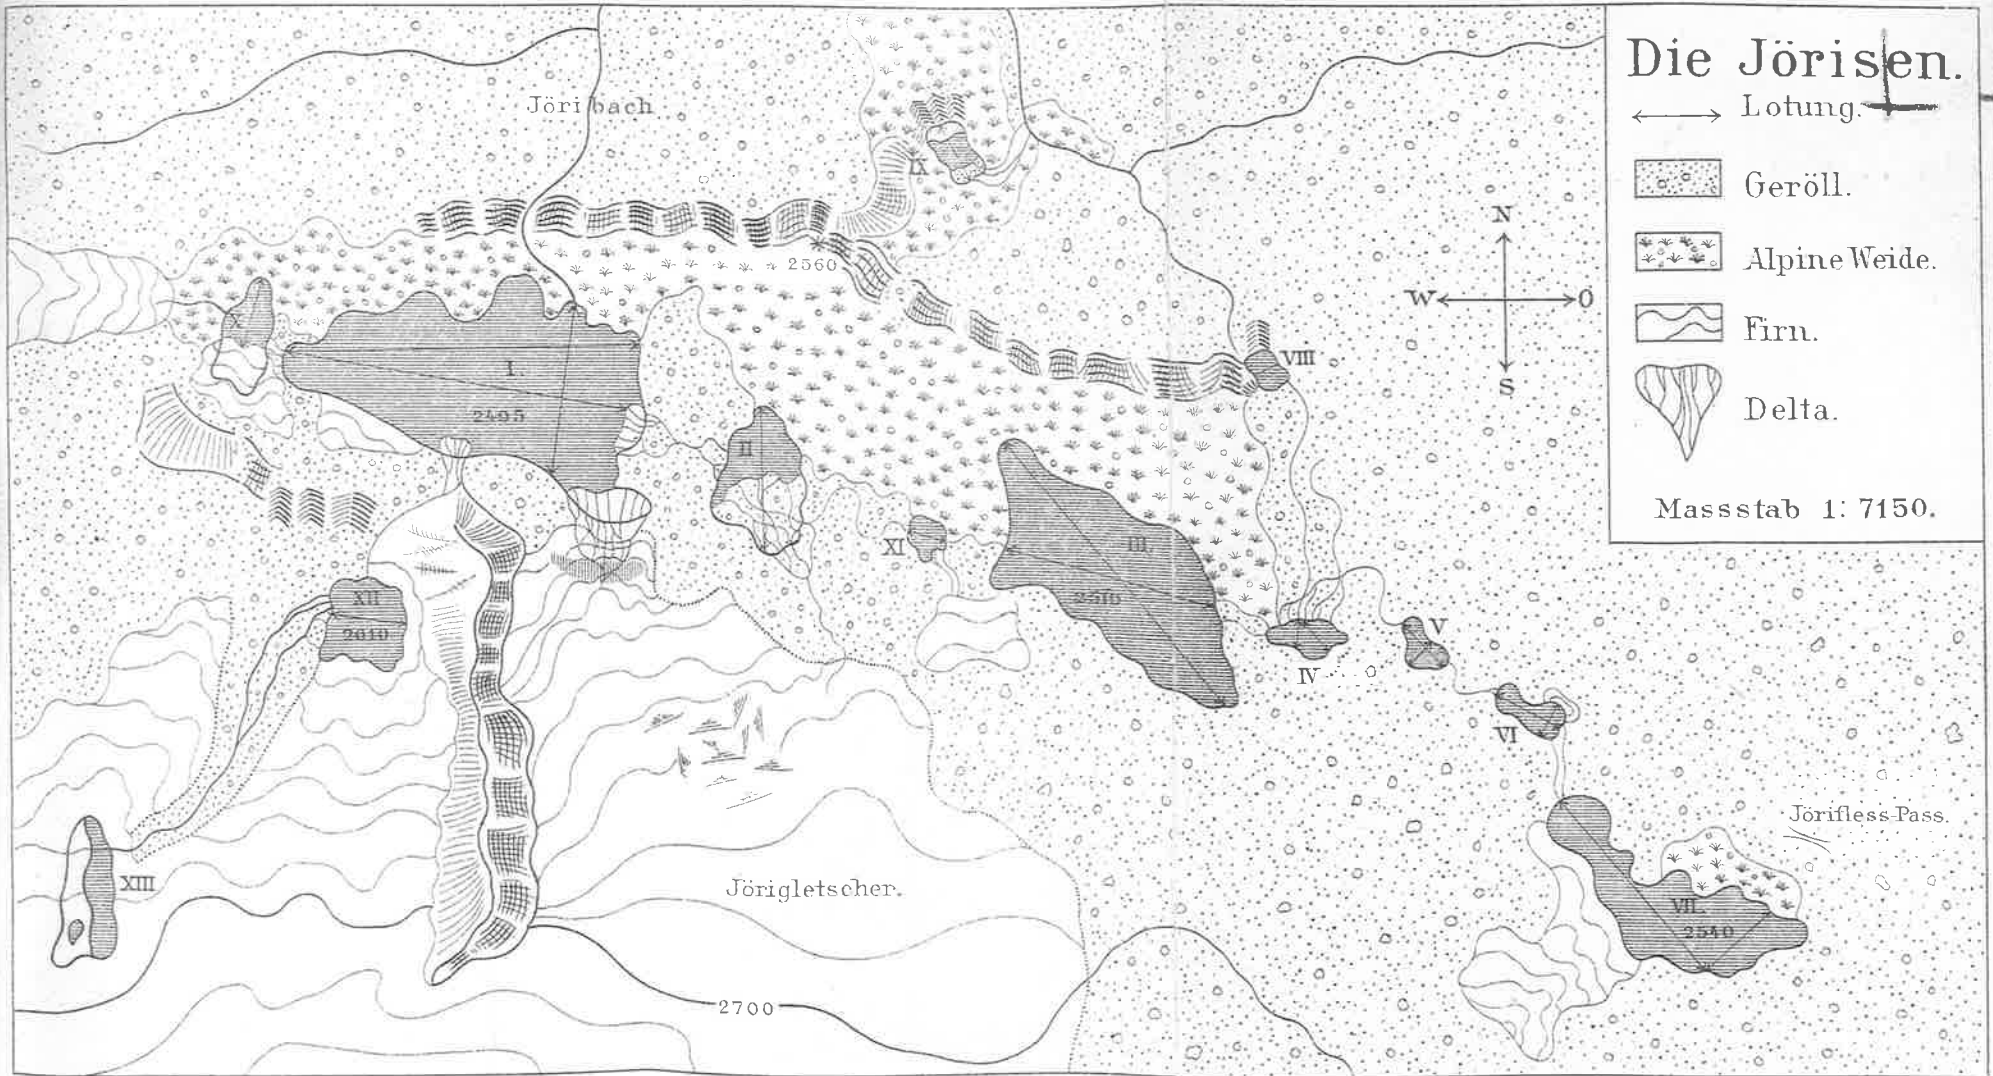 Die Jörisen.
Lotung.
Geröll.
Alpine Weide.
Firn.
Delta.
Massstab 1: 7150.
Jöribach
IX
2560
N
W
O
S
X
I.
2495
VIII
II
XI
III.
2510
XII
2610
IV
V
VI
XIII
Jörigletscher.
VII.
2540
Jörifless-Pass.
2700